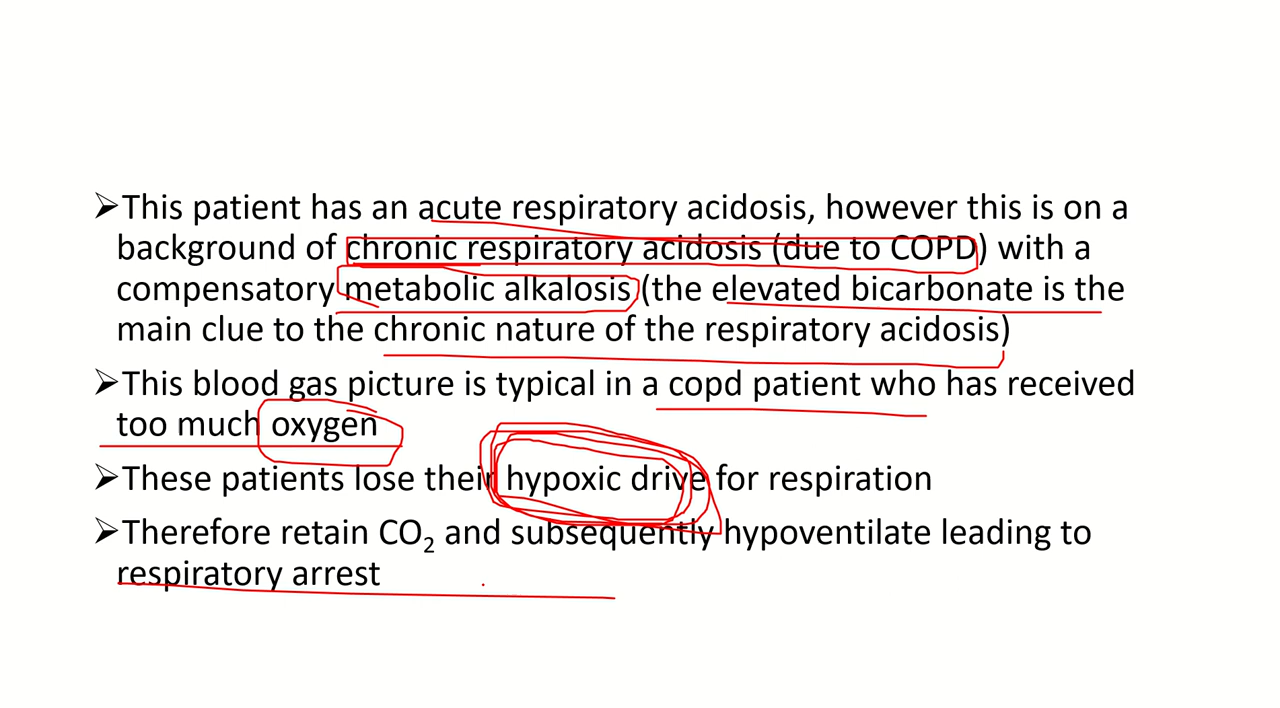 ➢This patient has an acute respiratory acidosis, however this is on a
background of chronic respiratory acidosis (due to COPD) with a
compensatory metabolic alkalosis (the elevated bicarbonate is the
main clue to the chronic nature of the respiratory acidosis)
➢This blood gas picture is typical in a copd patient who has received
too much oxygen
➢These patients lose their hypoxic drive for respiration
➢Therefore retain CO₂ and subsequently hypoventilate leading to
respiratory arrest